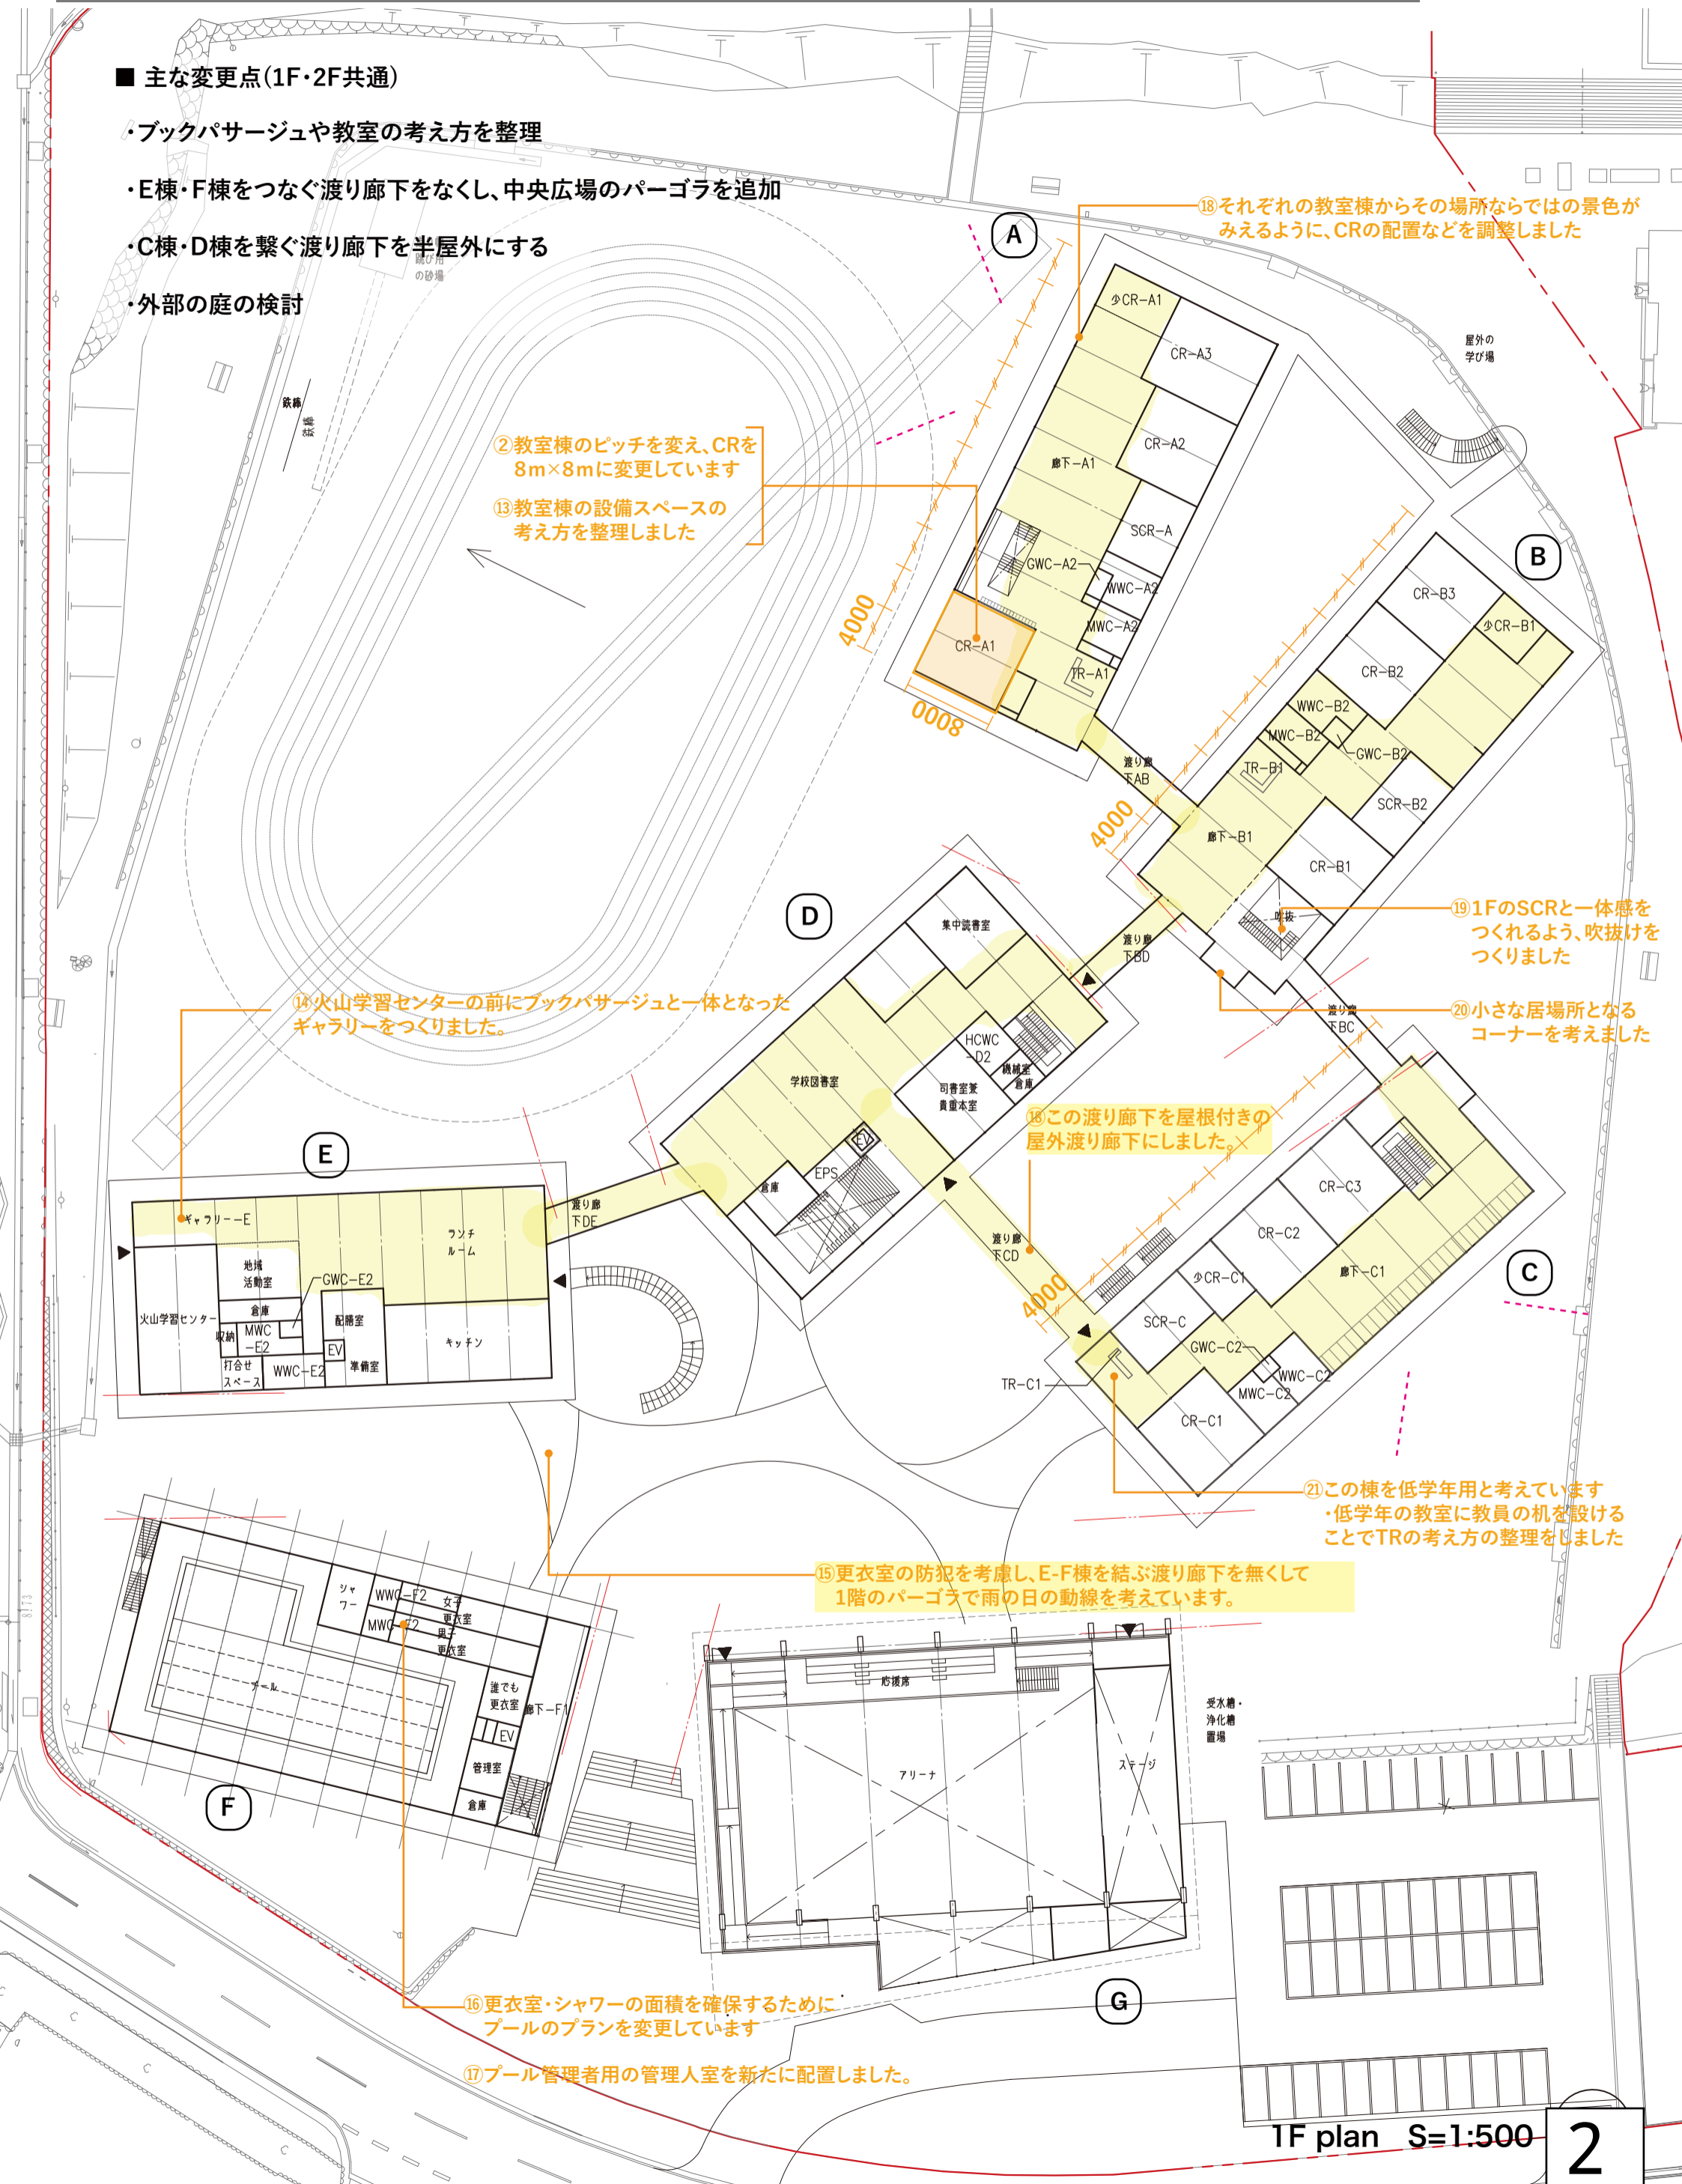 ■ 主な変更点(1F・2F共通)
・ブックパサージュや教室の考え方を整理
・E棟・F棟をつなぐ渡り廊下をなくし、中央広場のパーゴラを追加
・C棟・D棟を繋ぐ渡り廊下を半屋外にする
・外部の庭の検討
の砂場
鉄棒
鉄棒
A
⑱それぞれの教室棟からその場所ならではの景色が
みえるように、CRの配置などを調整しました
屋外の
学び場
②教室棟のピッチを変え、CRを
8m×8mに変更しています
⑬教室棟の設備スペースの
考え方を整理しました
少CR-A1
CR-A3
CR-A2
廊下-A1
SCR-A
GWC-A2
WWC-A2
MWC-A2
CR-A1
TR-A1
4000
8000
渡り廊
下AB
B
CR-B3
少CR-B1
CR-B2
WWC-B2
MWC-B2
GWC-B2
TR-B1
SCR-B2
廊下-B1
CR-B1
4000
吹抜
⑲1FのSCRと一体感を
つくれるよう、吹抜けを
つくりました
渡り廊
下BD
渡り廊
下BC
⑳小さな居場所となる
コーナーを考えました
D
集中読書室
HCWC
-D2
機械室
倉庫
学校図書室
司書室兼
貴重本室
EV
EPS
倉庫
⑭火山学習センターの前にブックパサージュと一体となった
ギャラリーをつくりました。
⑱この渡り廊下を屋根付きの
屋外渡り廊下にしました。
E
ギャラリー-E
渡り廊
下DE
ランチ
ルーム
地域
活動室
GWC-E2
倉庫
火山学習センター
収納
MWC
-E2
配膳室
キッチン
EV
打合せ
スペース
WWC-E2
準備室
渡り廊
下CD
4000
C
CR-C3
CR-C2
少CR-C1
廊下-C1
SCR-C
GWC-C2
WWC-C2
MWC-C2
TR-C1
CR-C1
㉑この棟を低学年用と考えています
・低学年の教室に教員の机を設ける
ことでTRの考え方の整理をしました
⑮更衣室の防犯を考慮し、E-F棟を結ぶ渡り廊下を無くして
1階のパーゴラで雨の日の動線を考えています。
F
シャ
ワー
WWC-F2
女子
更衣室
MWC-F2
男子
更衣室
プール
誰でも
更衣室
廊下-F1
EV
管理室
倉庫
応援席
アリーナ
ステージ
受水槽・
浄化槽
置場
G
⑯更衣室・シャワーの面積を確保するために
プールのプランを変更しています
⑰プール管理者用の管理人室を新たに配置しました。
1F plan S=1:500
2